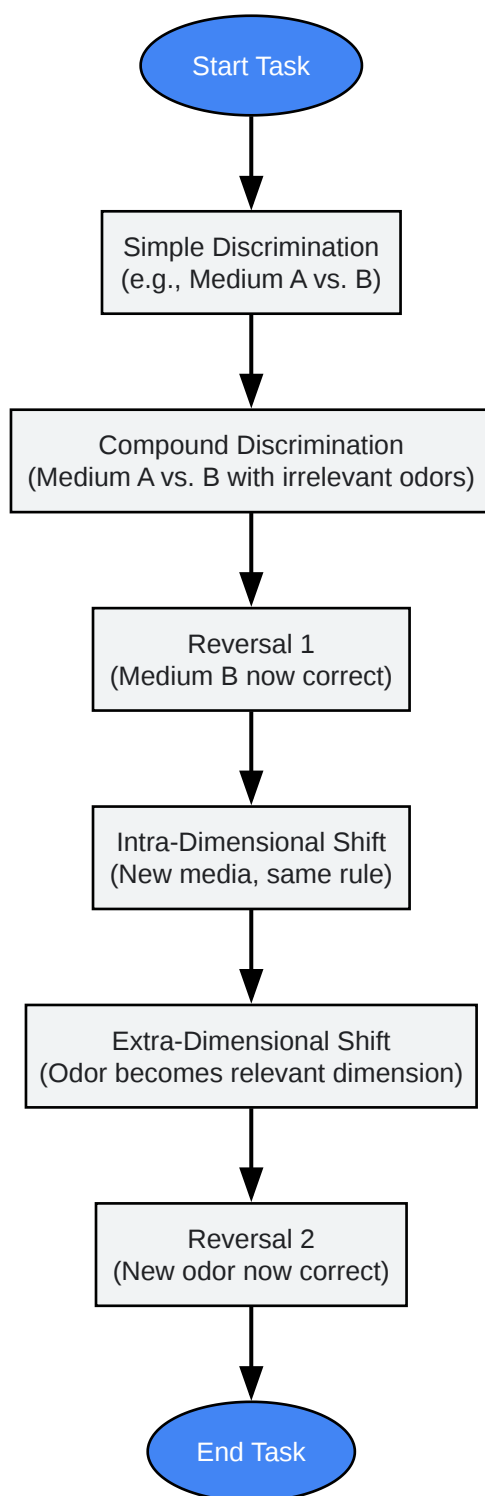 Start Task
Simple Discrimination
(e.g., Medium A vs. B)
Compound Discrimination
(Medium A vs. B with irrelevant odors)
Reversal 1
(Medium B now correct)
Intra-Dimensional Shift
(New media, same rule)
Extra-Dimensional Shift
(Odor becomes relevant dimension)
Reversal 2
(New odor now correct)
End Task